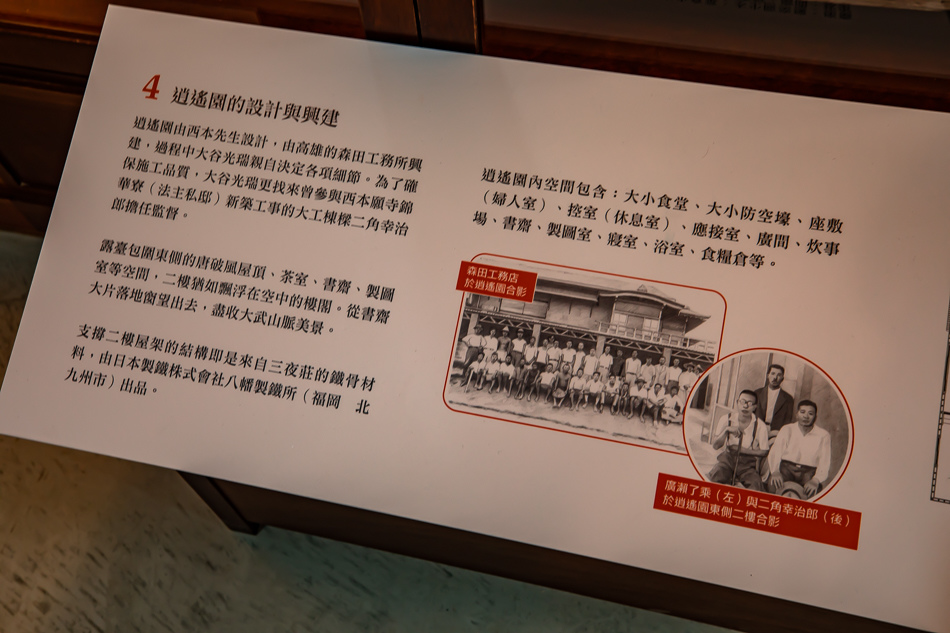 4 逍遙園的設計與興建
逍遙園由西本先生設計，由高雄的森田工務所興
建，過程中大谷光瑞親自決定各項細節。為了確
保施工品質，大谷光瑞更找來曾參與西本願寺錦
華寮（法主私邸）新築工事的大工棟樑二角幸治
郎擔任監督。
露臺包圍東側的唐破風屋頂、茶室、書齋、製圖
室等空間，二樓猶如飄浮在空中的樓閣。從書齋
大片落地窗望出去，盡收大武山脈美景。
支撐二樓屋架的結構即是來自三夜莊的鐵骨材
料，由日本製鐵株式會社八幡製鐵所（福岡　北
九州市）出品。
逍遙園內空間包含：大小食堂、大小防空壕、座敷
（婦人室）、控室（休息室）、應接室、廣間、炊事
場、書齋、製圖室、寢室、浴室、食糧倉等。
森田工務店
於逍遙園合影
廣瀨了乘（左）與二角幸治郎（後）
於逍遙園東側二樓合影